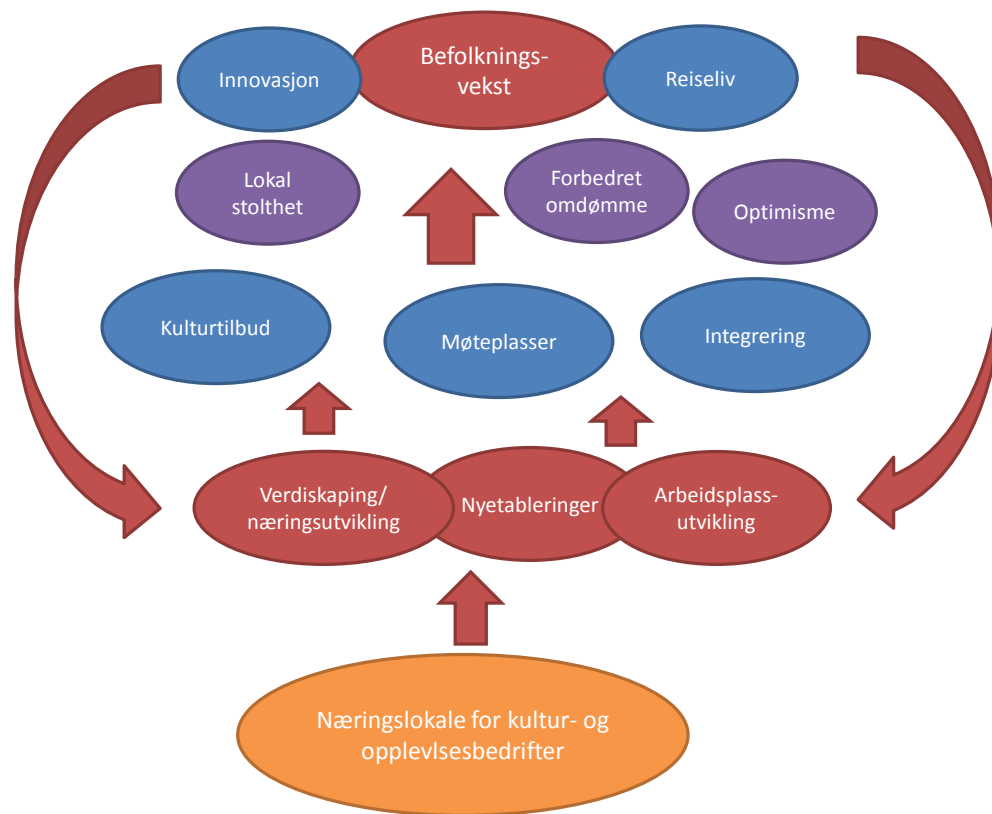 Innovasjon
Befolknings-
vekst
Reiseliv
Lokal
stolthet
Forbedret
omdømme
Optimisme
Kulturtilbud
Møteplasser
Integrering
Verdiskaping/
næringsutvikling
Nyetableringer
Arbeidsplass-
utvikling
Næringslokale for kultur- og
opplevlsesbedrifter